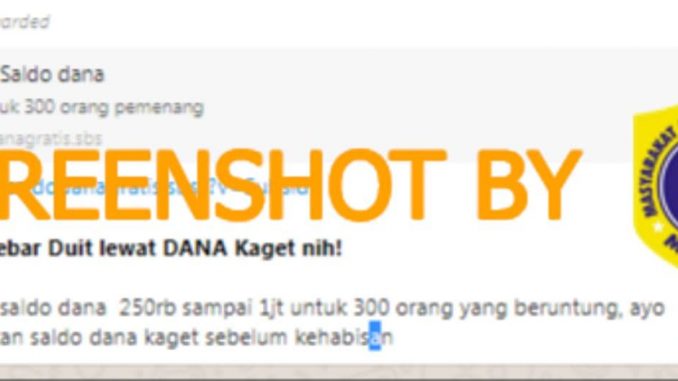 arded
Saldo dana
uk 300 orang pemenang
anagratis.sbs
REENSHOT BY
MASYARAKAT
ebar Duit lewat DANA Kaget nih!
saldo dana 250rb sampai 1jt untuk 300 orang yang beruntung, ayo
an saldo dana kaget sebelum kehabisan